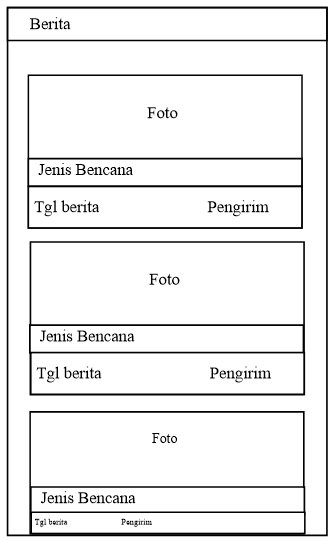 Berita
Foto
Jenis Bencana
Tgl berita Pengirim
Foto
Jenis Bencana
Tgl berita Pengirim
Foto
Jenis Bencana
Tgl berita Pengirim